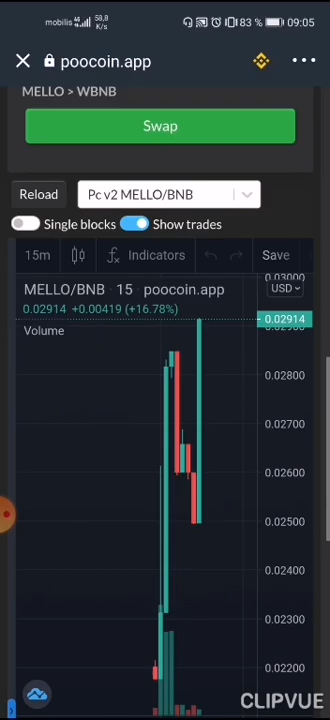 mobilis 4G 58,8 K/s 83 % 09:05
poocoin.app
MELLO > WBNB
Swap
Reload Pc v2 MELLO/BNB
Single blocks Show trades
15m Indicators Save
MELLO/BNB · 15 · poocoin.app
0.02914 +0.00419 (+16.78%)
Volume
0.03000
USD
0.02914
0.02800
0.02700
0.02600
0.02500
0.02400
0.02300
0.02200
CLIPVUE